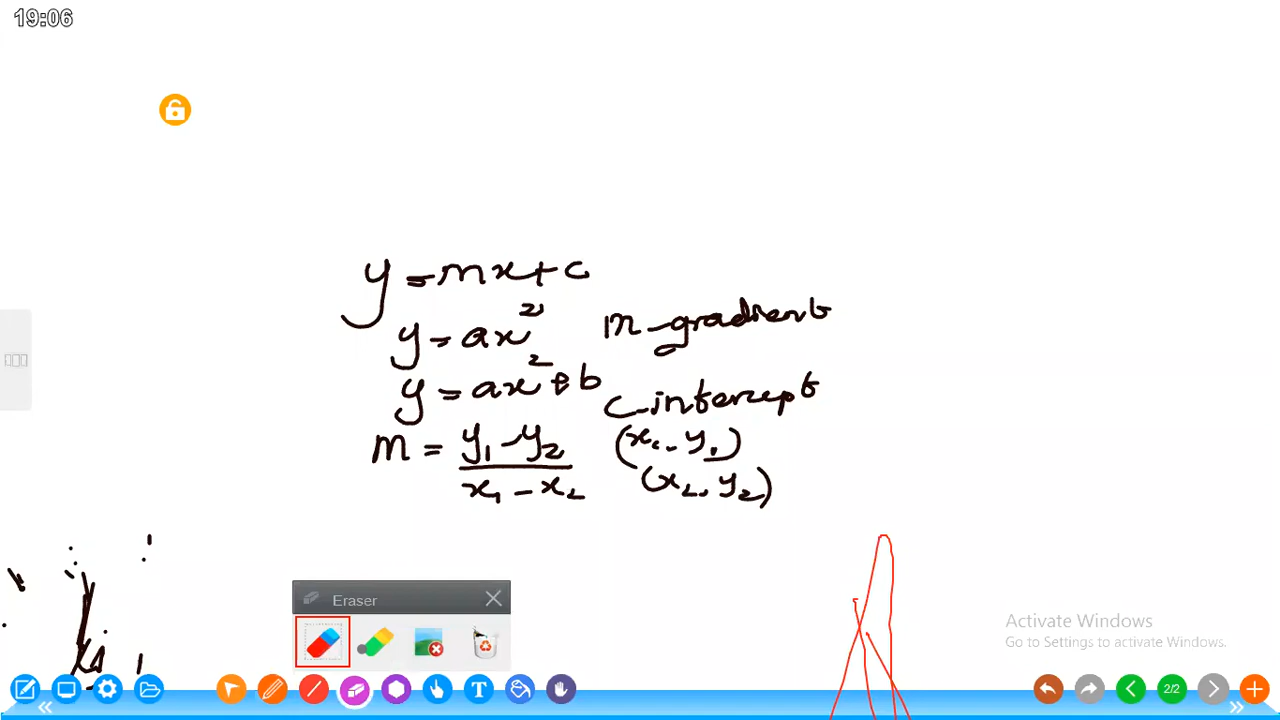 19:06
y = mx + c
y = ax²
m - gradient
y = ax² + b
c - intercept
m = y₁ - y₂ / x₁ - x₂
(x₁, y₁)
(x₂, y₂)
Eraser
Activate Windows
Go to Settings to activate Windows.
T
2/2